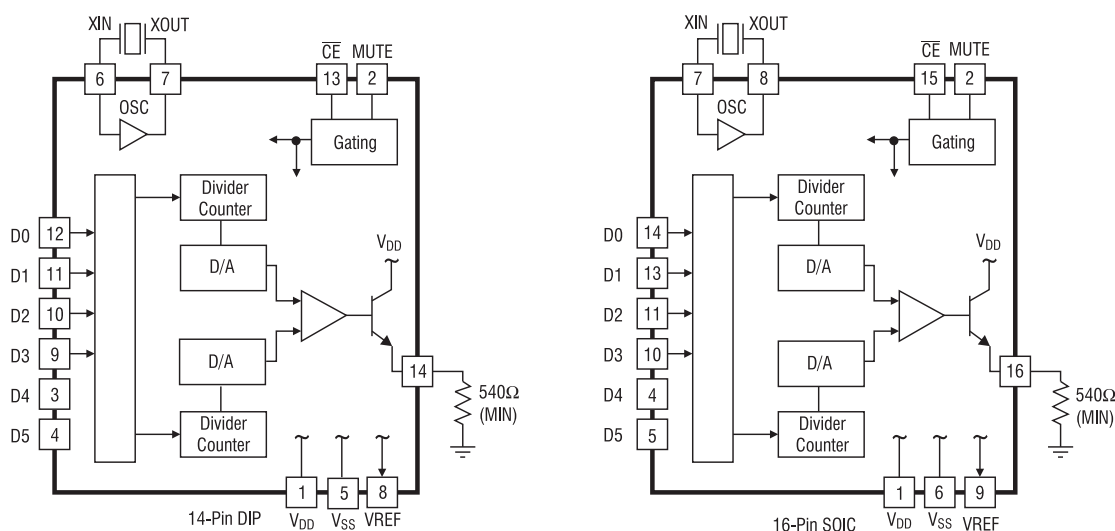 XIN XOUT
CE MUTE
6 7 13 2
OSC
Gating
Divider
Counter
D0 12
VDD
D1 11
D/A
D2 10
D3 9
D/A
14
D4 3
540Ω
(MIN)
D5 4
Divider
Counter
1 5 8
14-Pin DIP
VDD VSS VREF
XIN XOUT
CE MUTE
7 8 15 2
OSC
Gating
Divider
Counter
D0 14
VDD
D1 13
D/A
D2 11
D3 10
D/A
16
D4 4
540Ω
(MIN)
D5 5
Divider
Counter
1 6 9
16-Pin SOIC
VDD VSS VREF